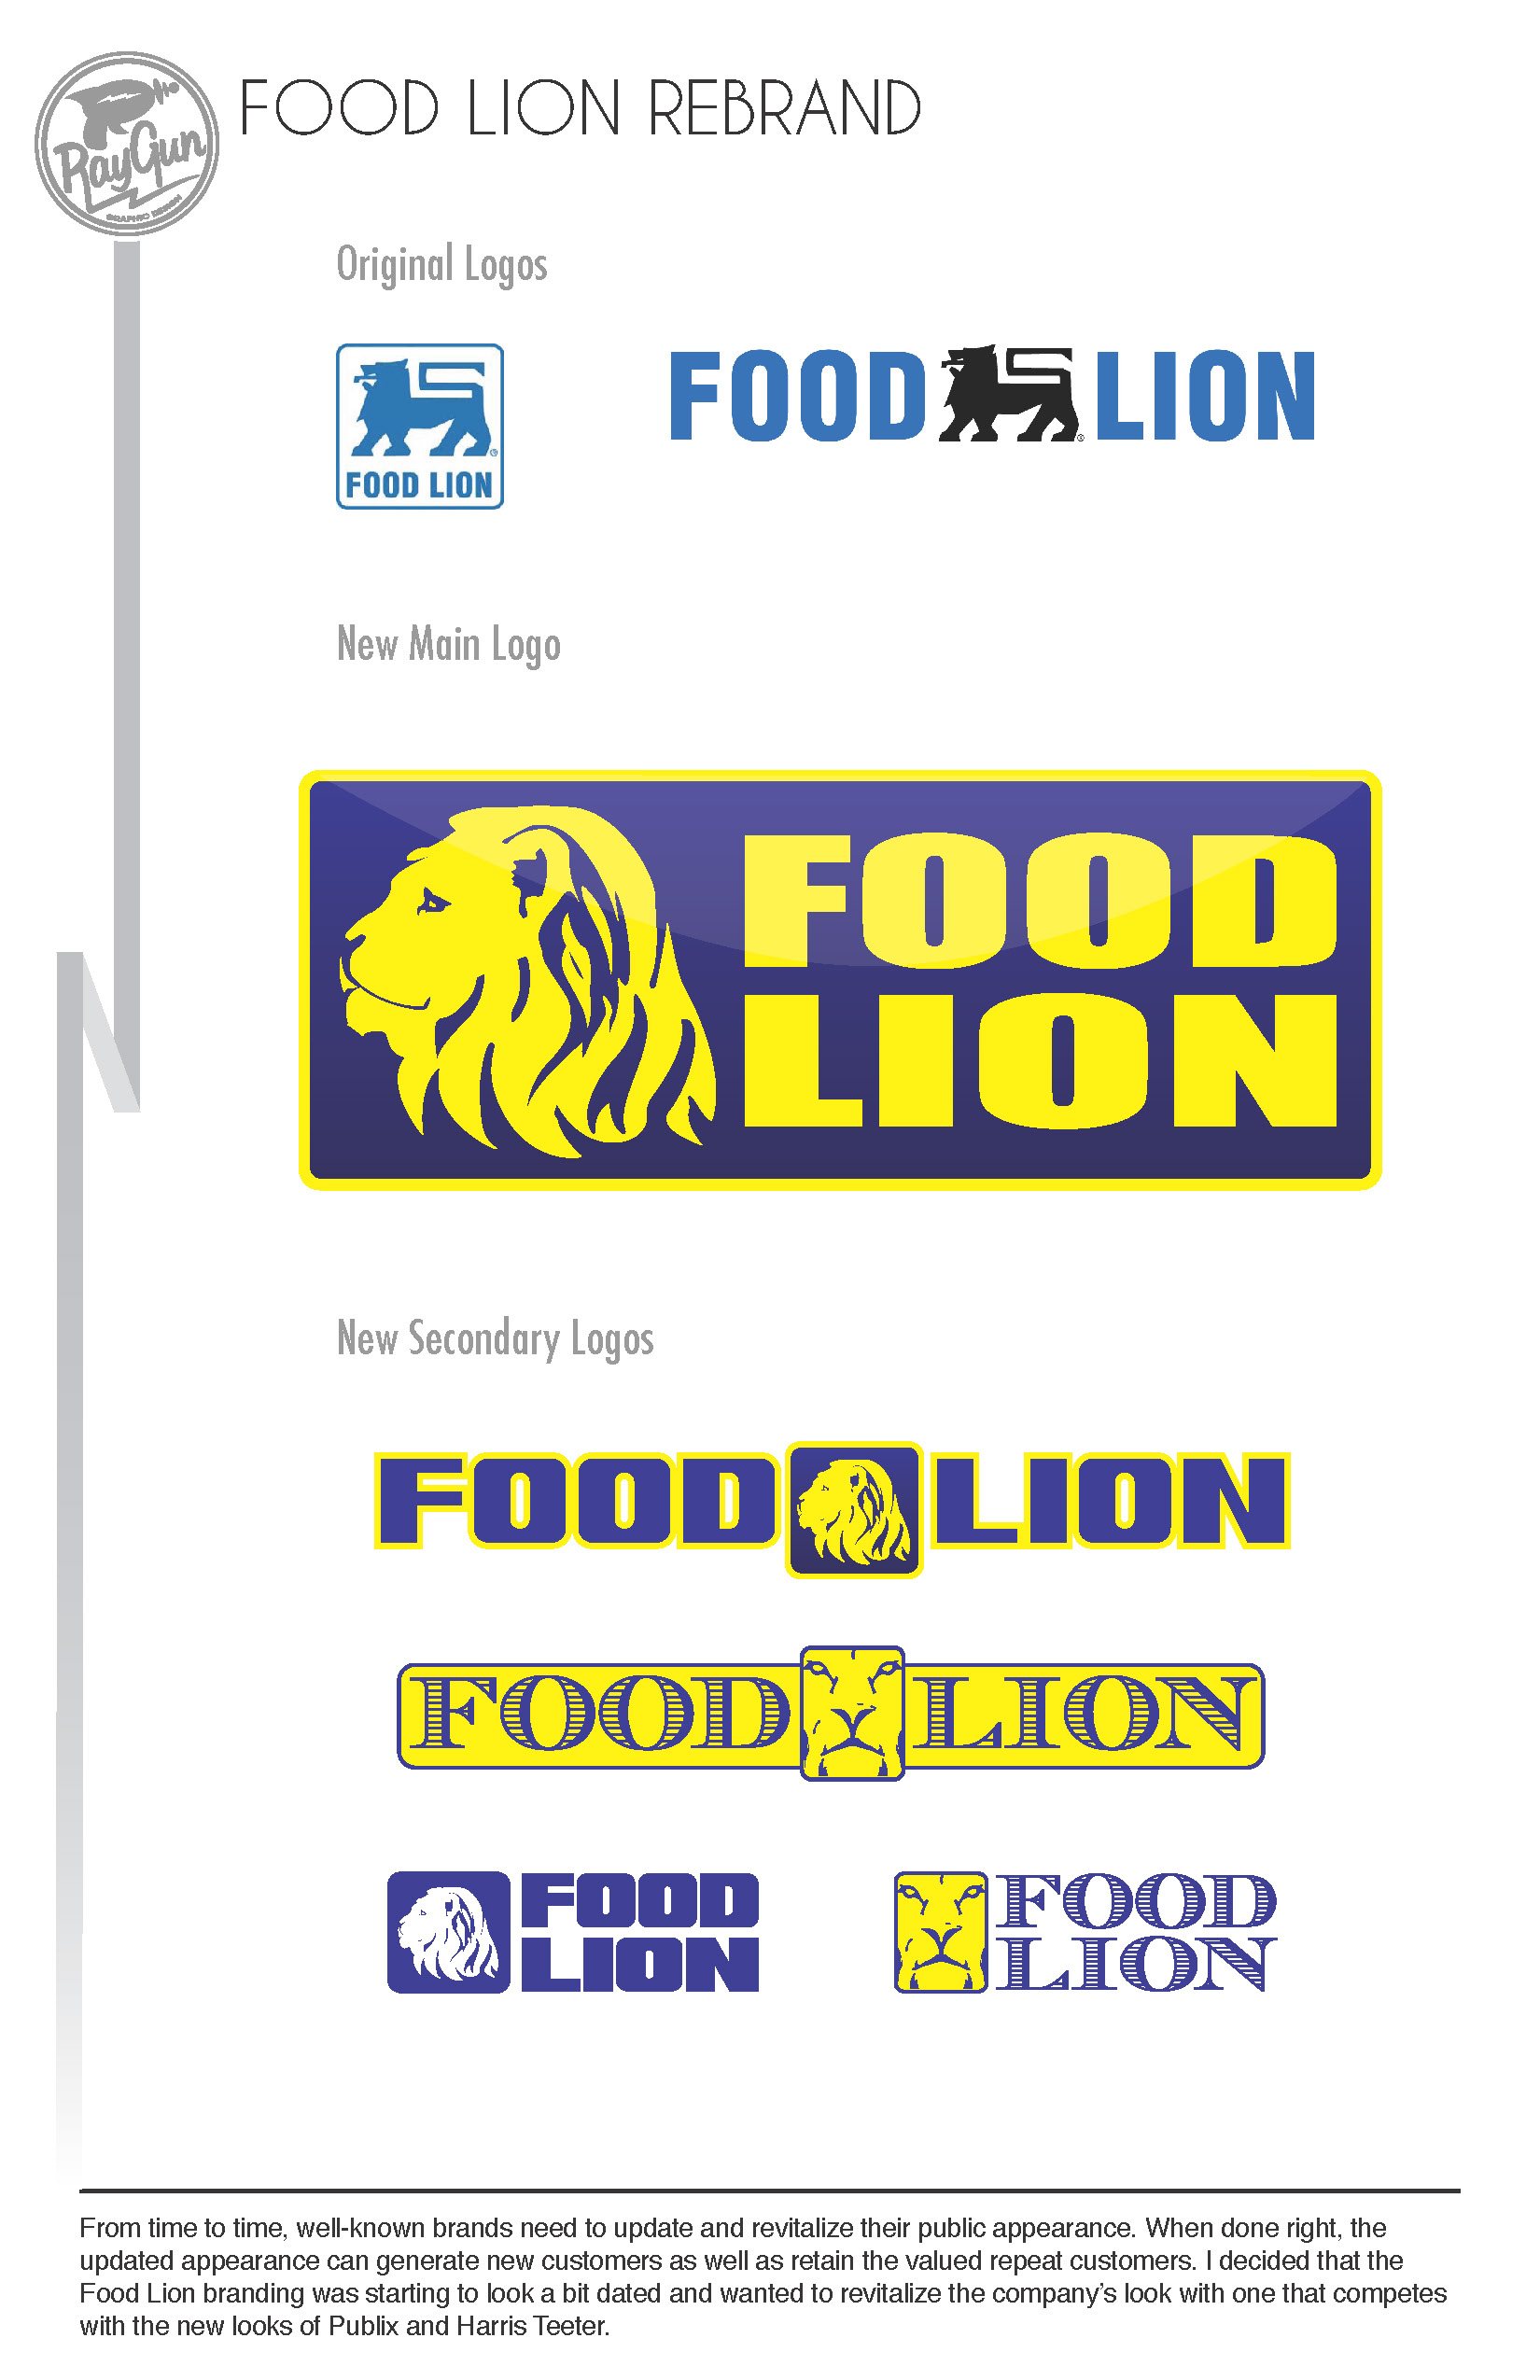 RayGun
GRAPHIC DESIGN
FOOD LION REBRAND
Original Logos
FOOD LION
FOOD LION
New Main Logo
FOOD
LION
New Secondary Logos
FOOD LION
FOOD LION
FOOD
LION
FOOD
LION
From time to time, well-known brands need to update and revitalize their public appearance. When done right, the
updated appearance can generate new customers as well as retain the valued repeat customers. I decided that the
Food Lion branding was starting to look a bit dated and wanted to revitalize the company’s look with one that competes
with the new looks of Publix and Harris Teeter.